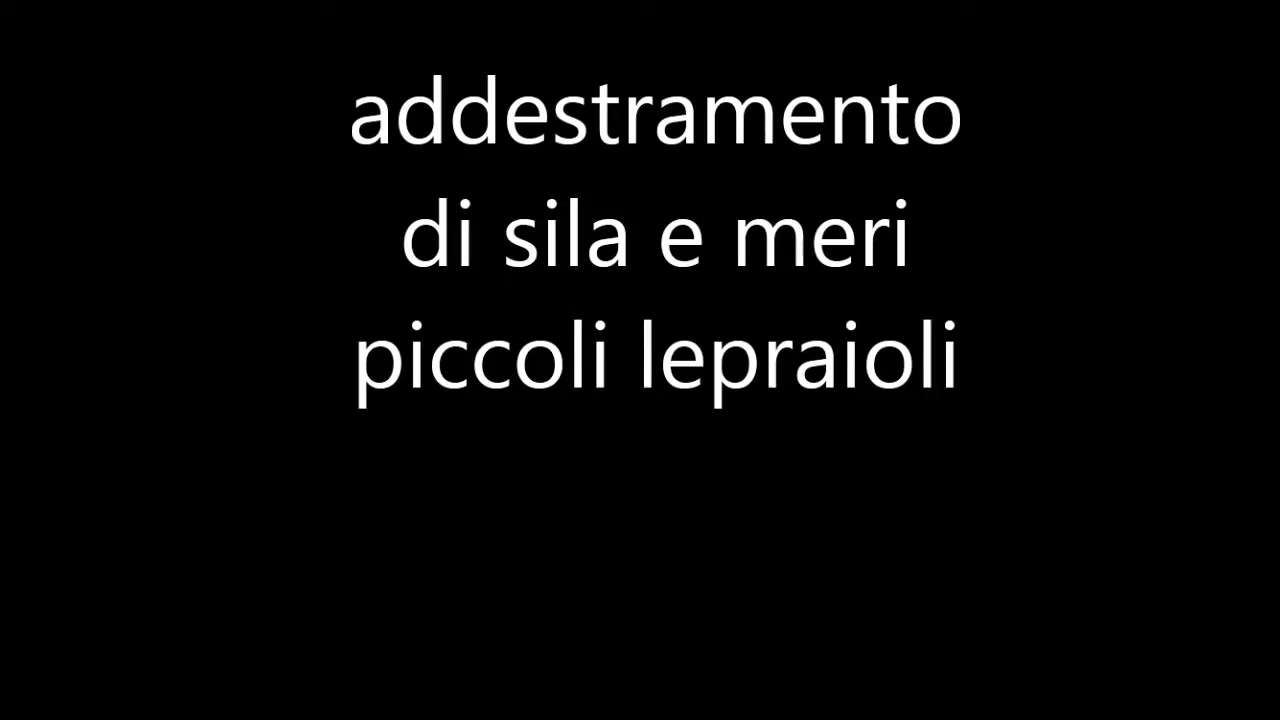 addestramento
di sila e meri
piccoli lepraioli